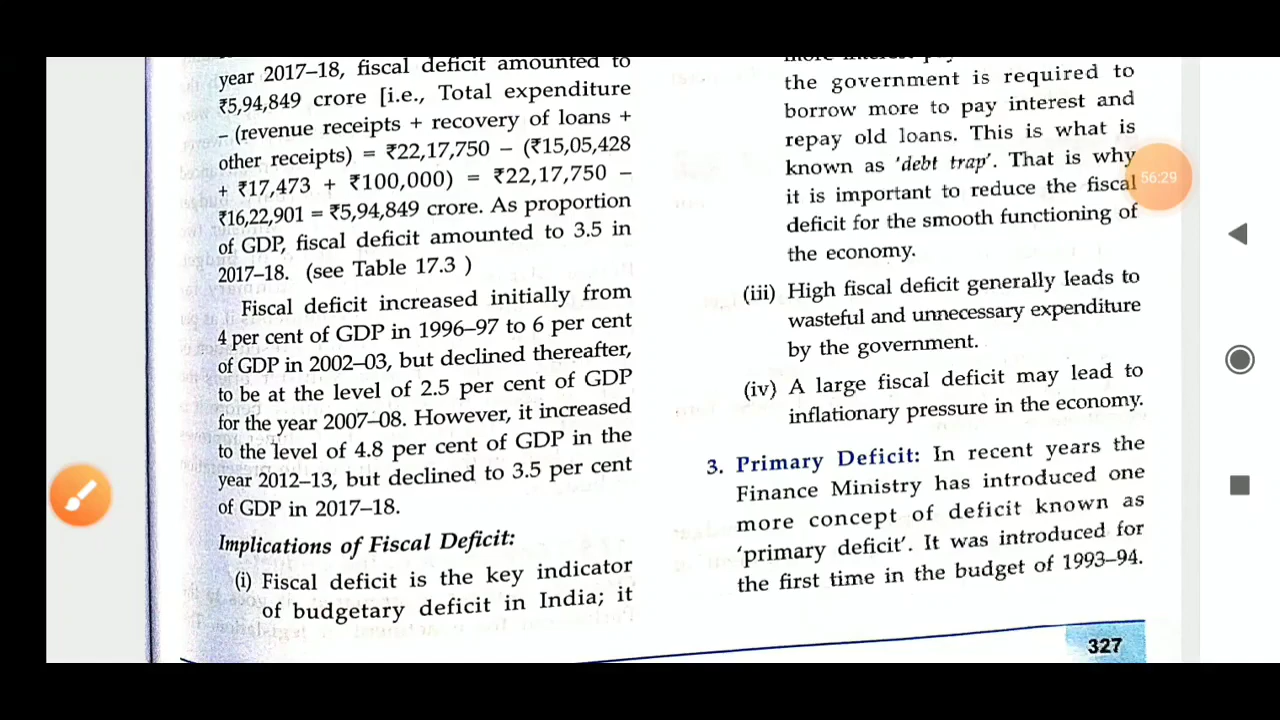 year 2017–18, fiscal deficit amounted to
₹5,94,849 crore [i.e., Total expenditure
– (revenue receipts + recovery of loans +
other receipts) = ₹22,17,750 – (₹15,05,428
+ ₹17,473 + ₹100,000) = ₹22,17,750 –
₹16,22,901 = ₹5,94,849 crore. As proportion
of GDP, fiscal deficit amounted to 3.5 in
2017–18. (see Table 17.3 )
Fiscal deficit increased initially from
4 per cent of GDP in 1996–97 to 6 per cent
of GDP in 2002–03, but declined thereafter,
to be at the level of 2.5 per cent of GDP
for the year 2007–08. However, it increased
to the level of 4.8 per cent of GDP in the
year 2012–13, but declined to 3.5 per cent
of GDP in 2017–18.
Implications of Fiscal Deficit:
(i) Fiscal deficit is the key indicator
of budgetary deficit in India; it
the government is required to
borrow more to pay interest and
repay old loans. This is what is
known as 'debt trap'. That is why
it is important to reduce the fiscal
deficit for the smooth functioning of
the economy.
(iii) High fiscal deficit generally leads to
wasteful and unnecessary expenditure
by the government.
(iv) A large fiscal deficit may lead to
inflationary pressure in the economy.
3. Primary Deficit: In recent years the
Finance Ministry has introduced one
more concept of deficit known as
'primary deficit'. It was introduced for
the first time in the budget of 1993–94.
327
56:29